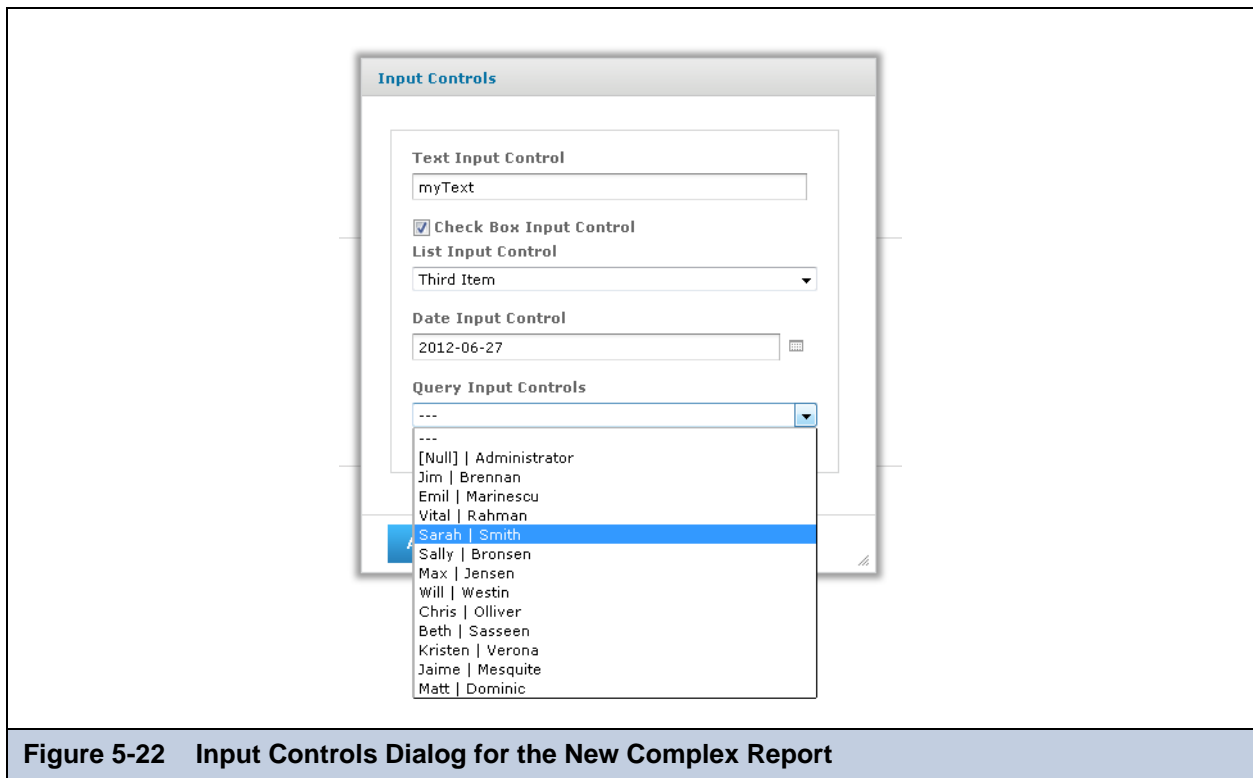 Input Controls
Text Input Control
myText
Check Box Input Control
List Input Control
Third Item
Date Input Control
2012-06-27
Query Input Controls
---
---
[Null] | Administrator
Jim | Brennan
Emil | Marinescu
Vital | Rahman
Sarah | Smith
Sally | Bronsen
Max | Jensen
Will | Westin
Chris | Olliver
Beth | Sasseen
Kristen | Verona
Jaime | Mesquite
Matt | Dominic
Figure 5-22 Input Controls Dialog for the New Complex Report